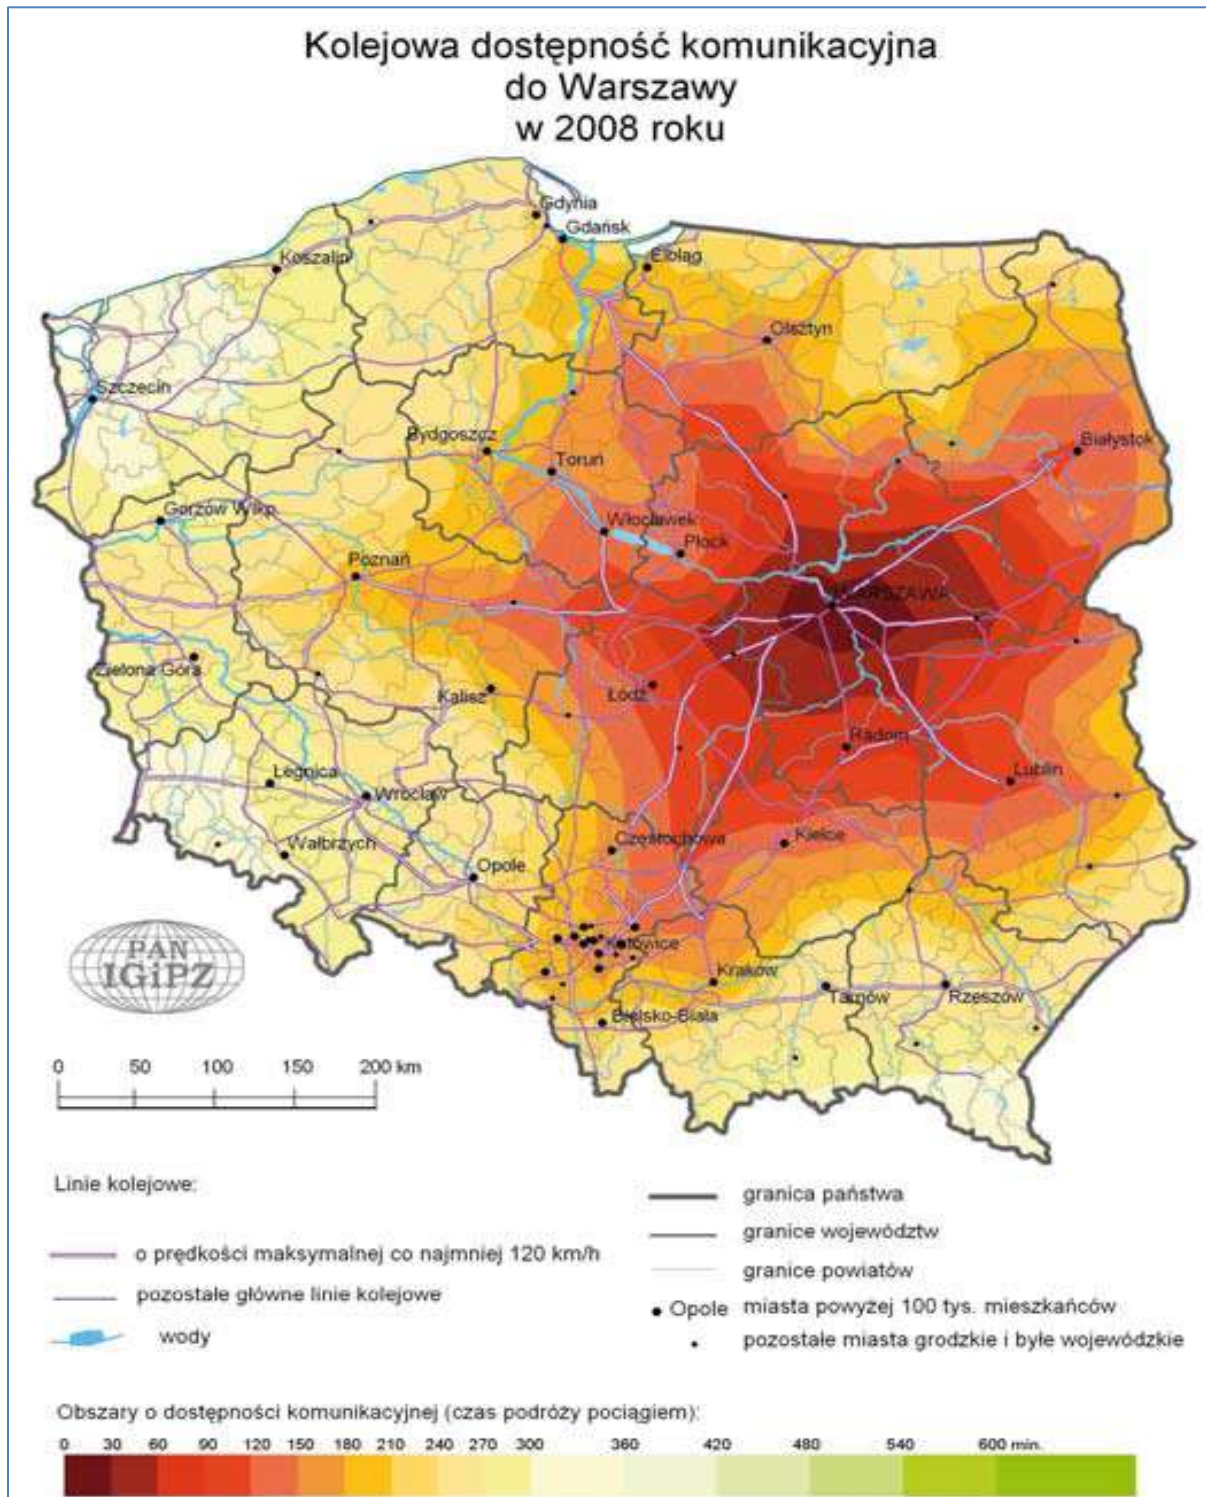 Kolejowa dostępność komunikacyjna
do Warszawy
w 2008 roku
Gdynia
Gdańsk
Koszalin
Elbląg
Olsztyn
Szczecin
Bydgoszcz
Białystok
Toruń
Gorzów Wlkp.
Włocławek
Płock
Poznań
WARSZAWA
Zielona Góra
Kalisz
Łódź
Radom
Legnica
Lublin
Wrocław
Wałbrzych
Częstochowa
Kielce
Opole
PAN
IGiPZ
Katowice
Kraków
Tarnów
Rzeszów
Bielsko-Biała
0 50 100 150 200 km
Linie kolejowe:
o prędkości maksymalnej co najmniej 120 km/h
pozostałe główne linie kolejowe
wody
granica państwa
granice województw
granice powiatów
Opole miasta powyżej 100 tys. mieszkańców
pozostałe miasta grodzkie i byłe wojewódzkie
Obszary o dostępności komunikacyjnej (czas podróży pociągiem):
0 30 60 90 120 150 180 210 240 270 300 360 420 480 540 600 min.